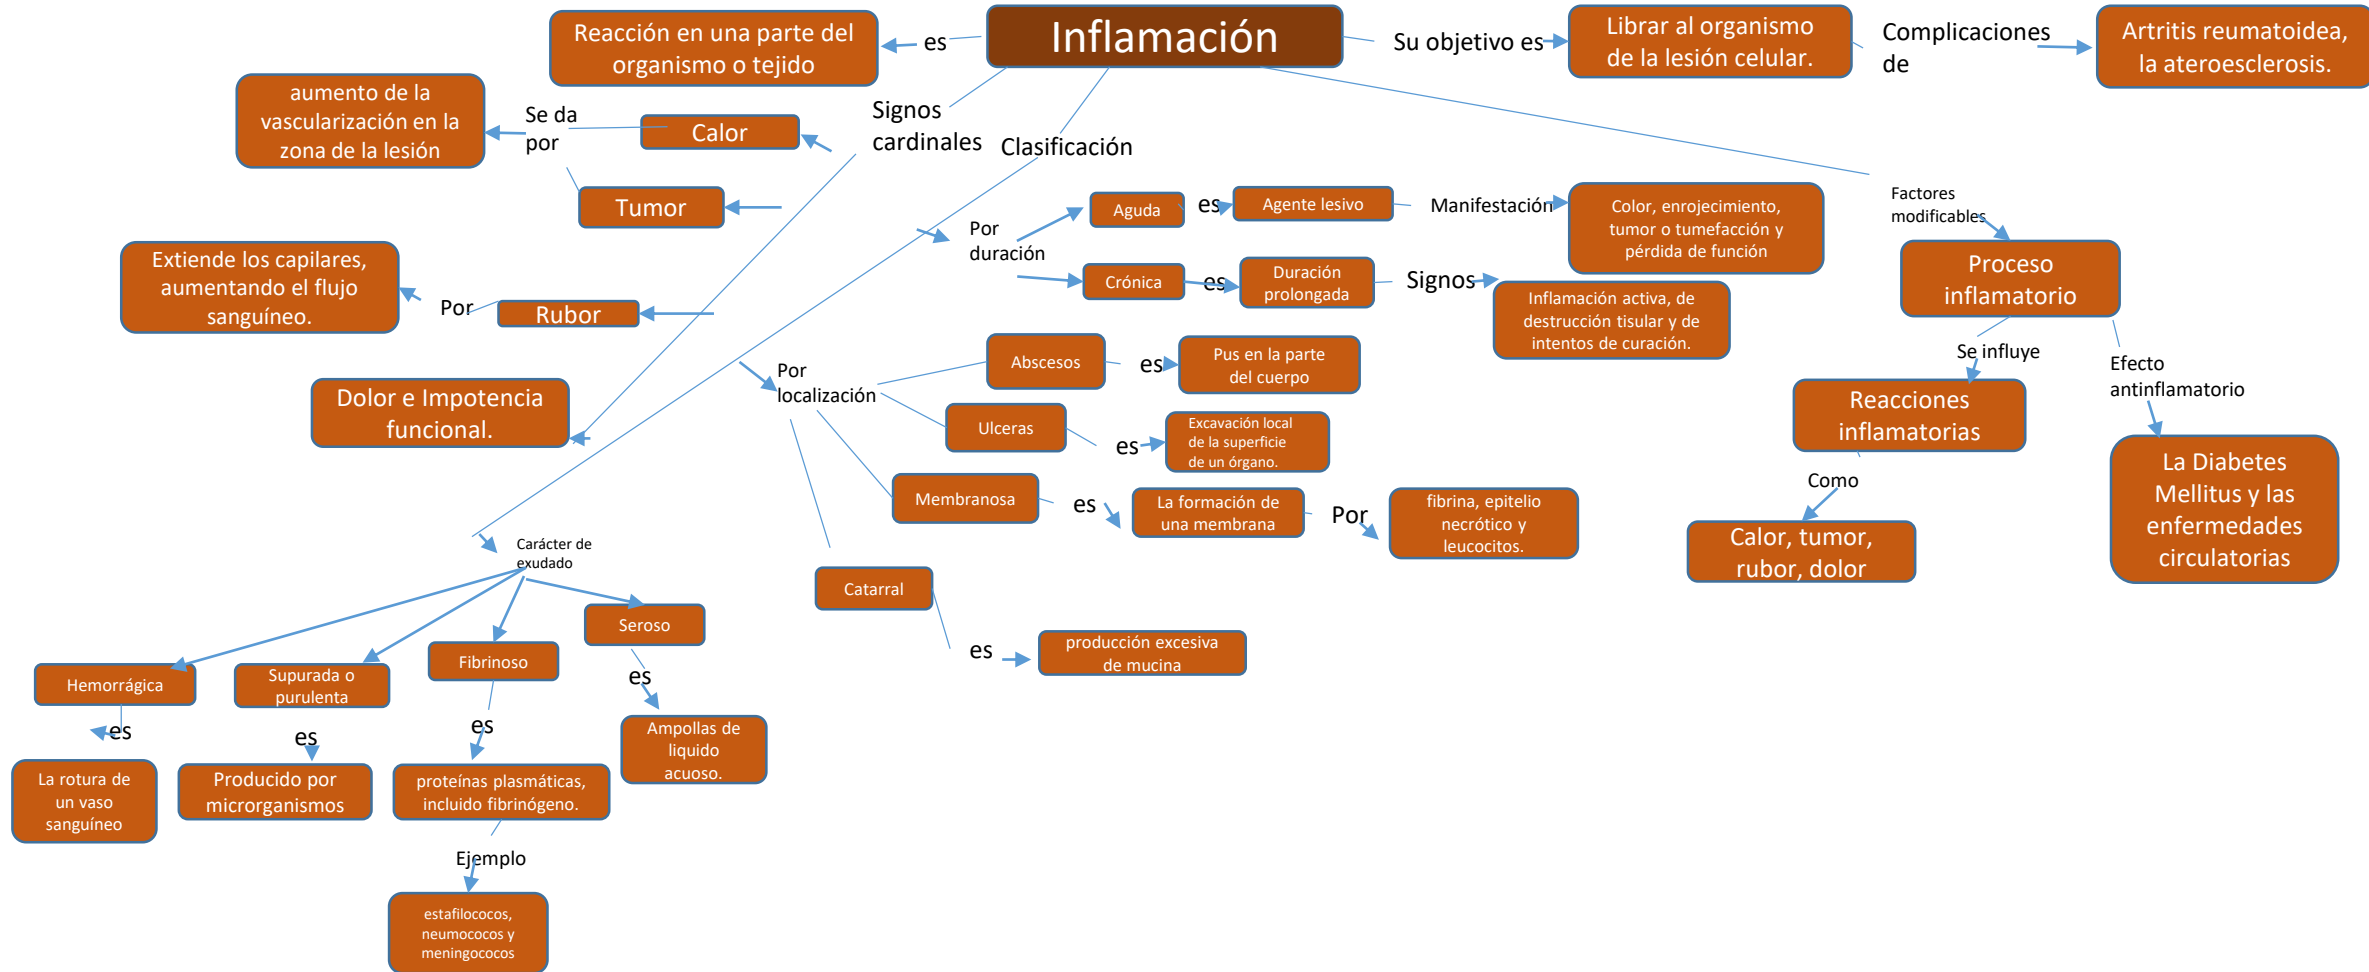 Inflamación
es
Reacción en una parte del
organismo o tejido
Su objetivo es
Librar al organismo
de la lesión celular.
Complicaciones
de
Artritis reumatoidea,
la ateroesclerosis.
Signos
cardinales
Calor
Se da
por
aumento de la
vascularización en la
zona de la lesión
Tumor
Rubor
Por
Extiende los capilares,
aumentando el flujo
sanguíneo.
Dolor e Impotencia
funcional.
Clasificación
Por
duración
Aguda
es
Agente lesivo
Manifestación
Color, enrojecimiento,
tumor o tumefacción y
pérdida de función
Crónica
es
Duración
prolongada
Signos
Inflamación activa, de
destrucción tisular y de
intentos de curación.
Por
localización
Abscesos
es
Pus en la parte
del cuerpo
Ulceras
es
Excavación local
de la superficie
de un órgano.
Membranosa
es
La formación de
una membrana
Por
fibrina, epitelio
necrótico y
leucocitos.
Catarral
es
producción excesiva
de mucina
Carácter de
exudado
Hemorrágica
es
La rotura de
un vaso
sanguíneo
Supurada o
purulenta
es
Producido por
microrganismos
Fibrinoso
es
proteínas plasmáticas,
incluido fibrinógeno.
Ejemplo
estafilococos,
neumococos y
meningococos
Seroso
es
Ampollas de
liquido
acuoso.
Factores
modificables
Proceso
inflamatorio
Se influye
Reacciones
inflamatorias
Como
Calor, tumor,
rubor, dolor
Efecto
antinflamatorio
La Diabetes
Mellitus y las
enfermedades
circulatorias